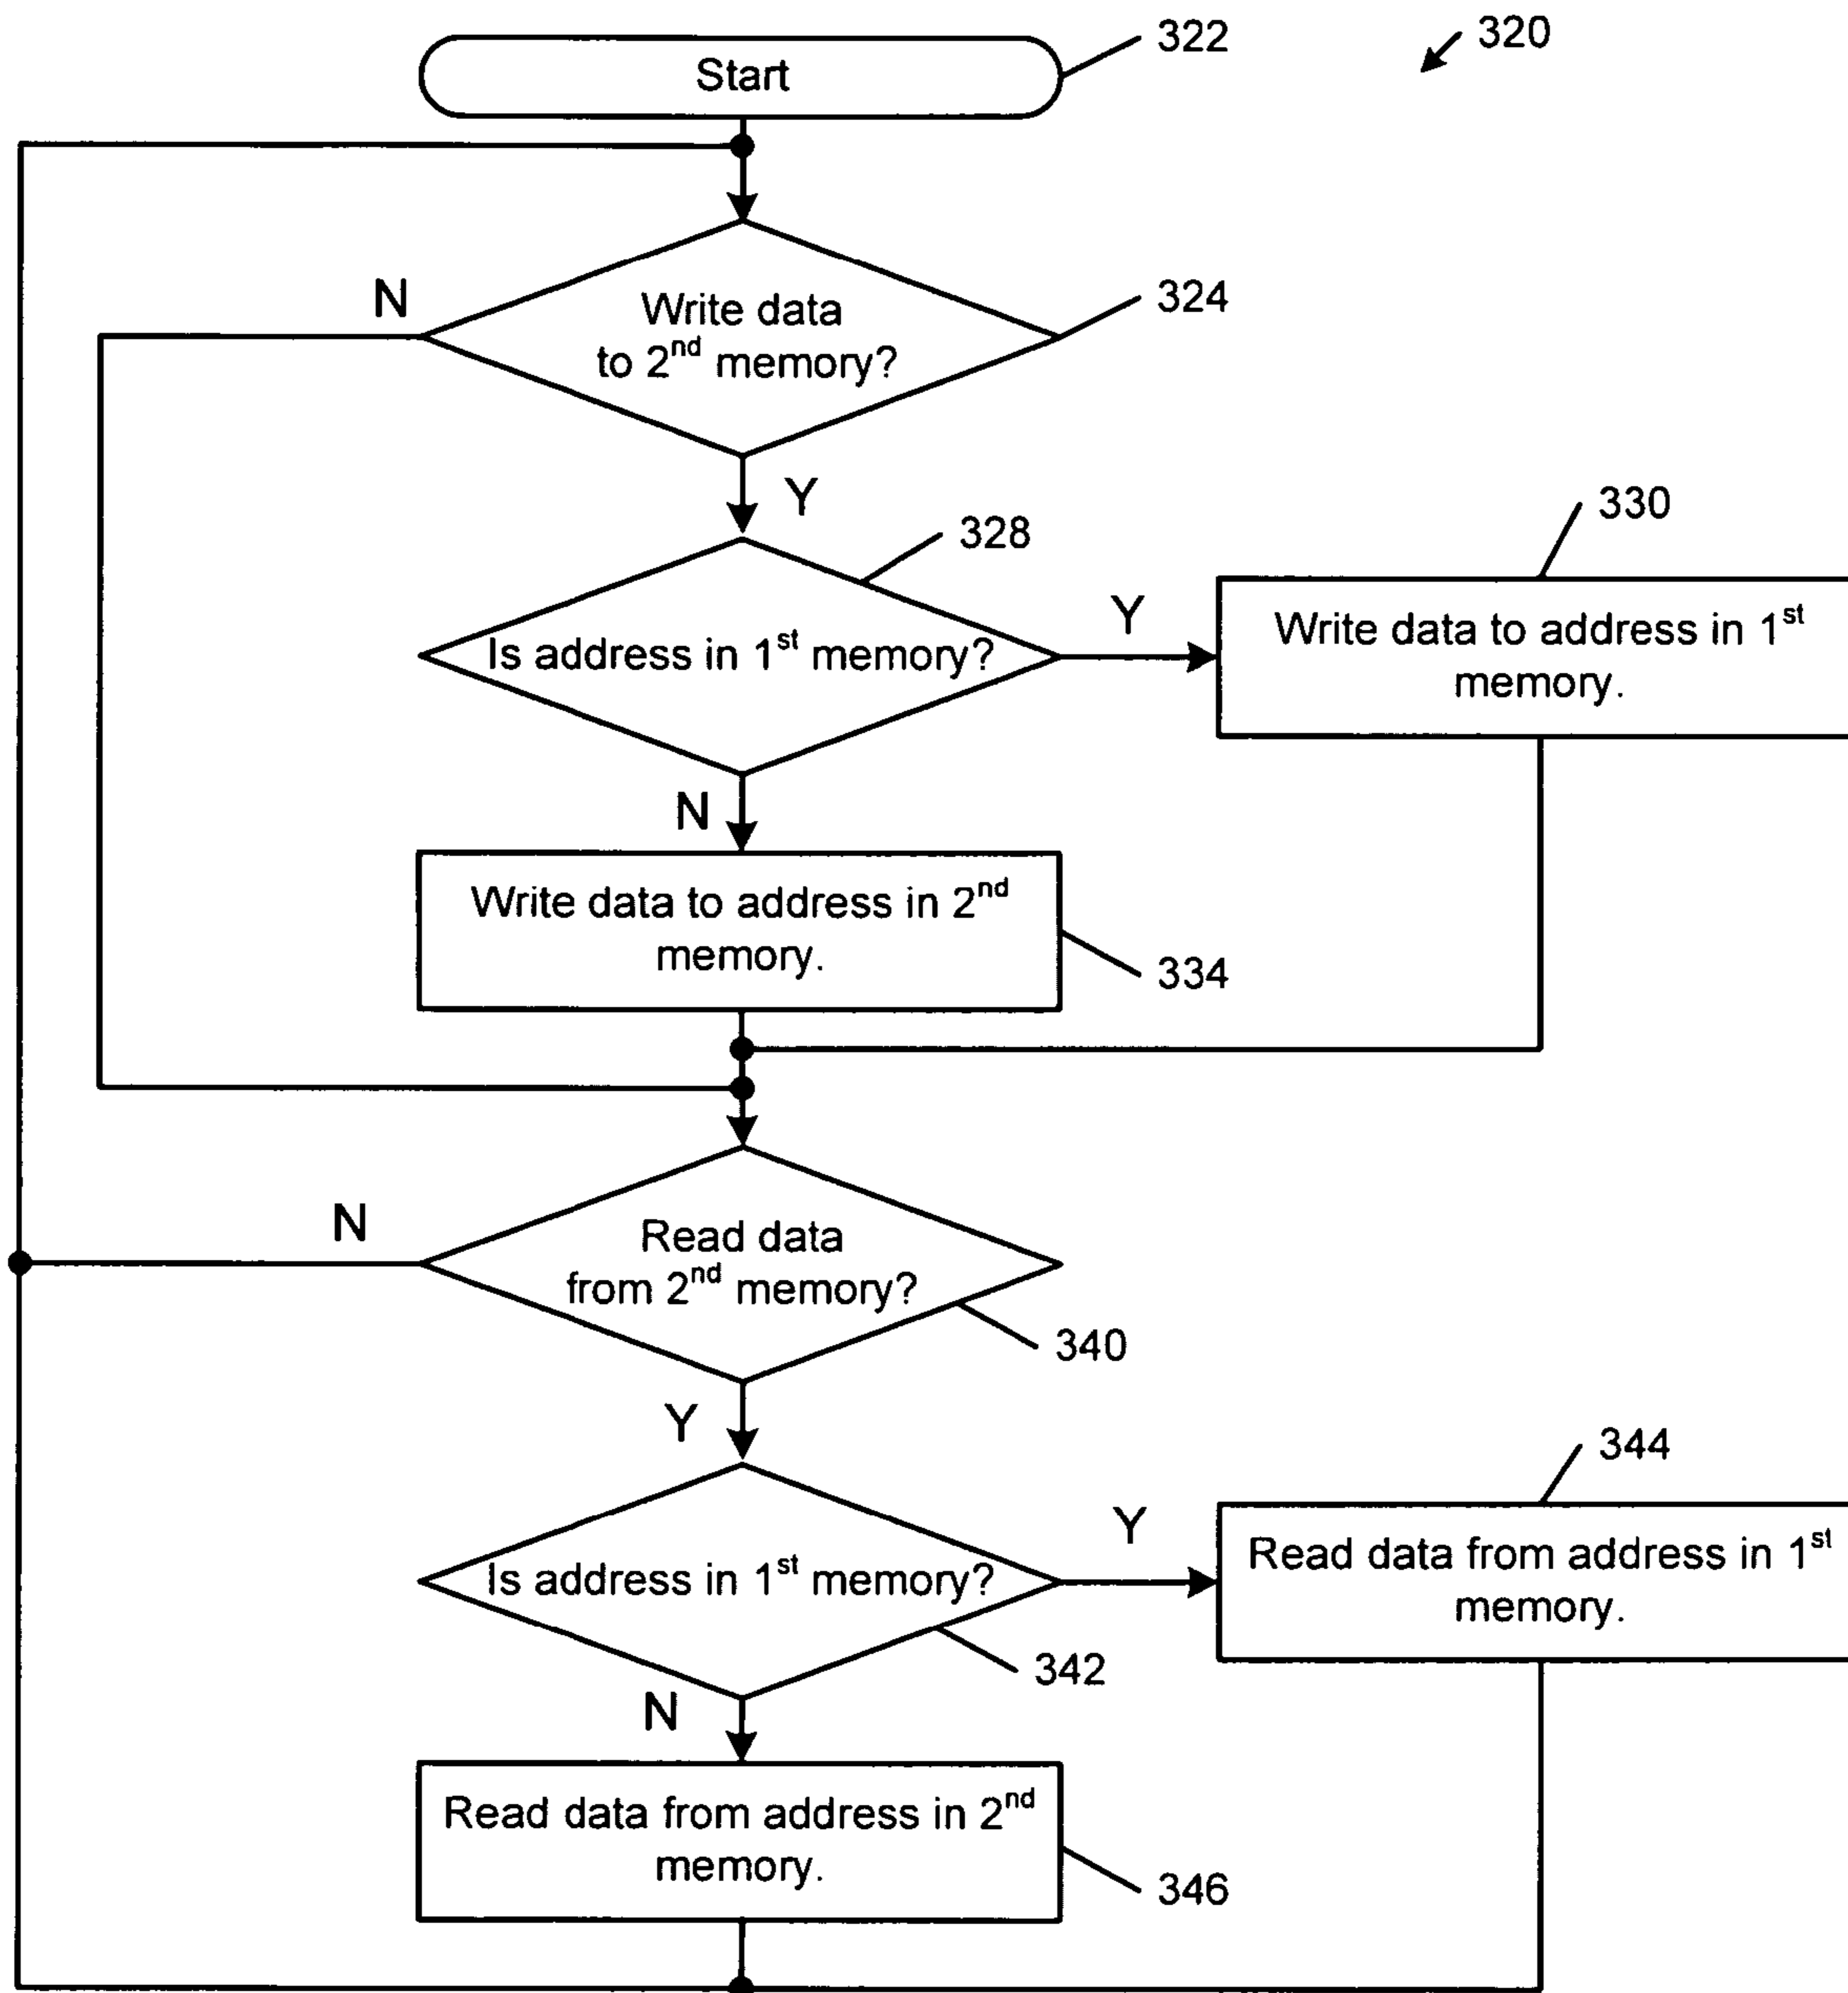 322
320
Start
N
324
Write data
to 2nd memory?
Y
330
328
Is address in 1st memory?
Y
Write data to address in 1st
memory.
N
Write data to address in 2nd
memory.
334
N
Read data
from 2nd memory?
340
Y
344
Is address in 1st memory?
Y
Read data from address in 1st
memory.
342
N
Read data from address in 2nd
memory.
346